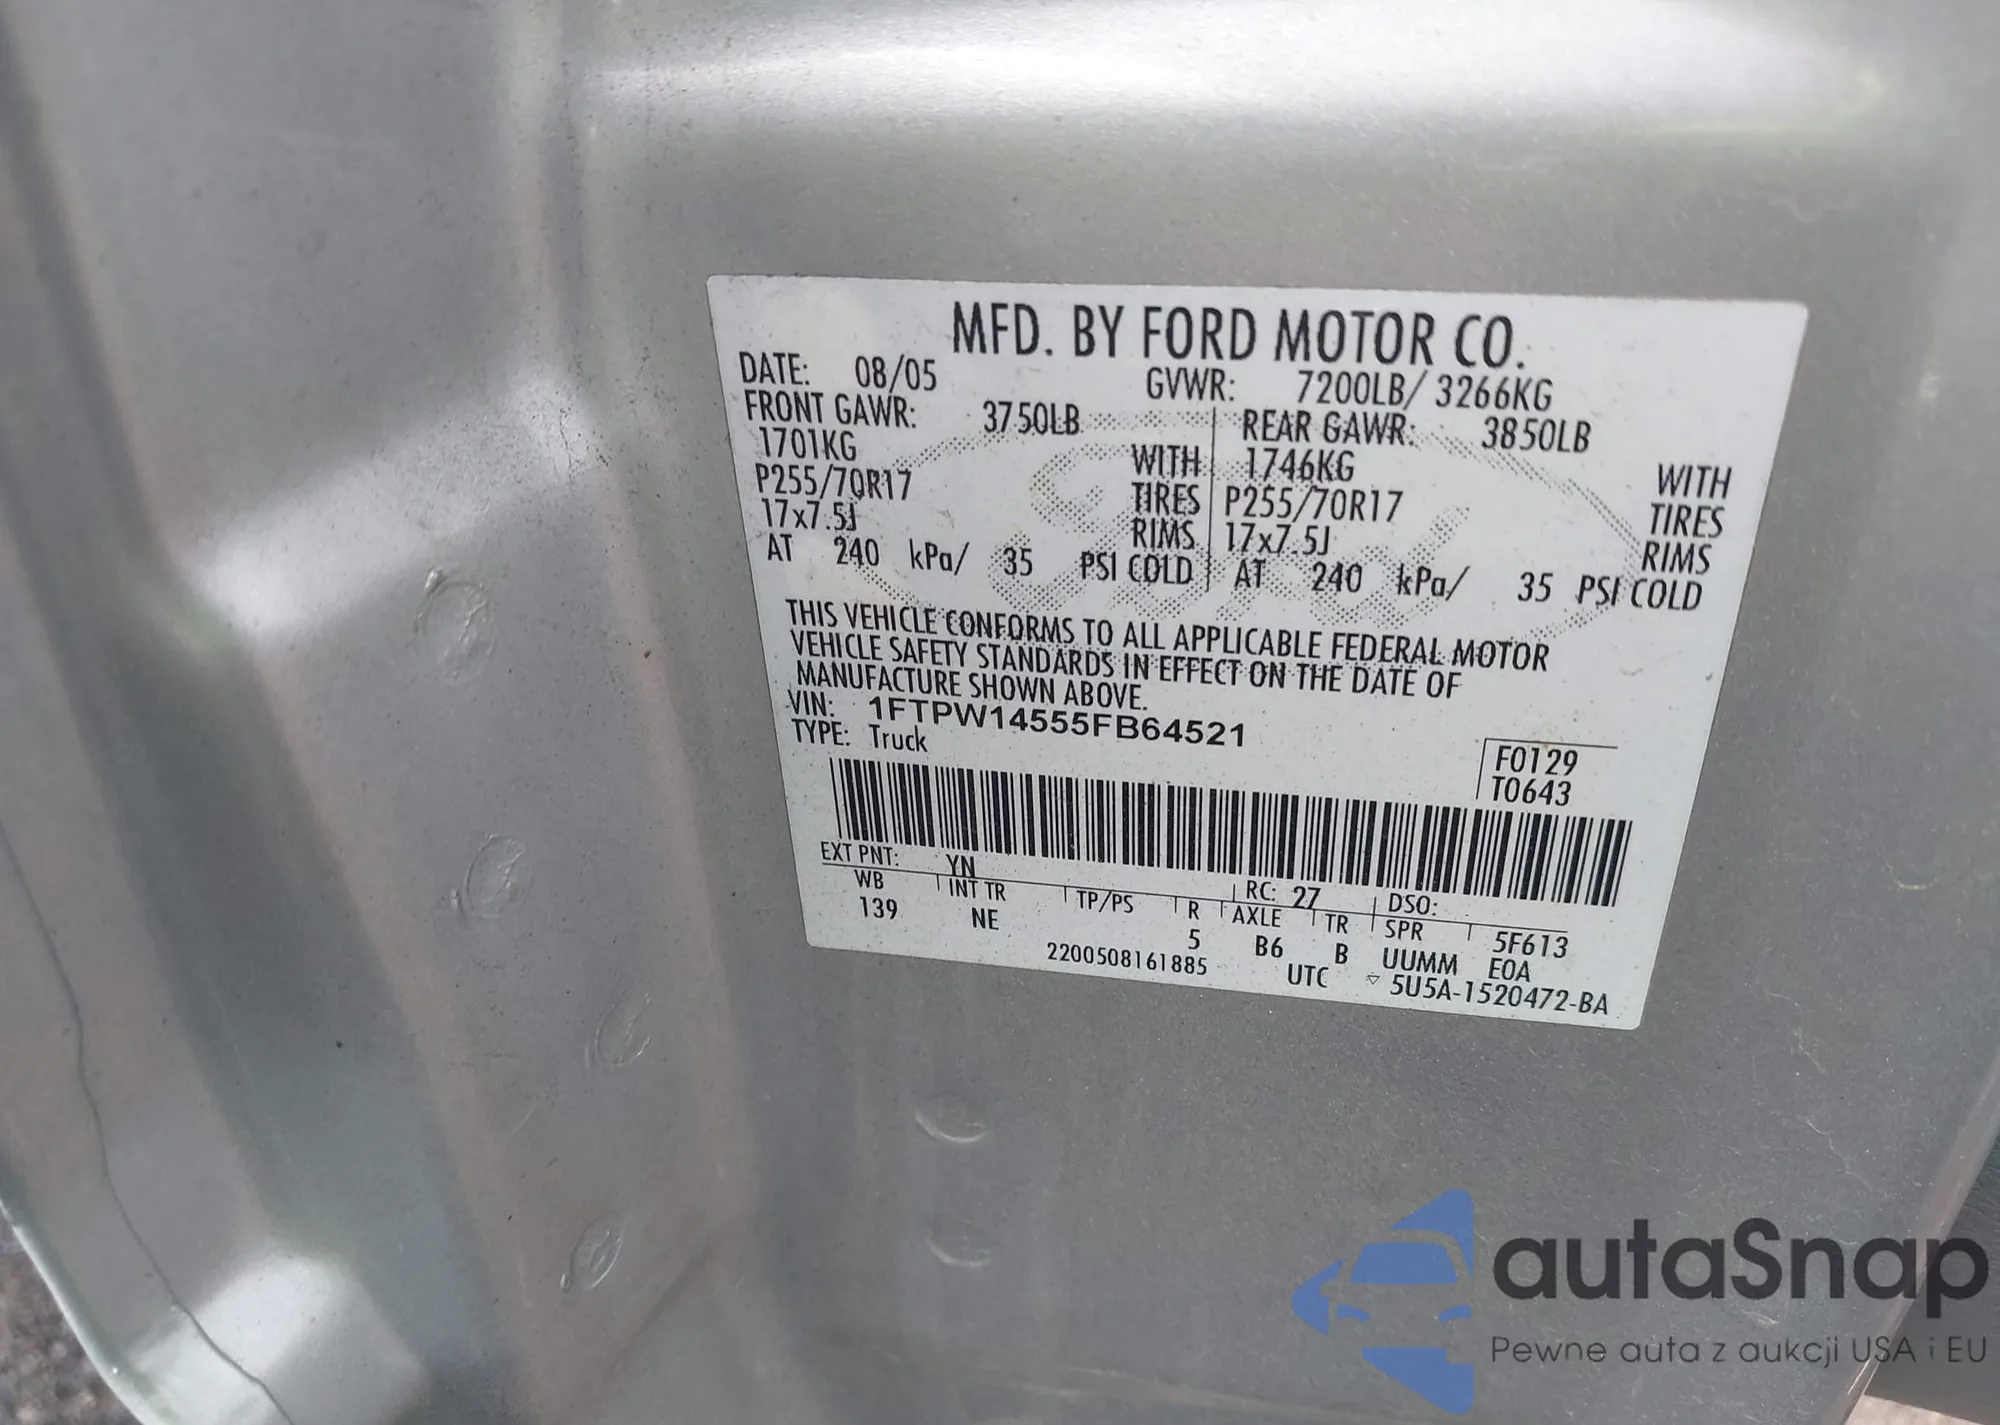 MFD. BY FORD MOTOR CO.
DATE: 08/05 GVWR: 7200LB/ 3266KG
FRONT GAWR: 3750LB REAR GAWR: 3850LB
1701KG WITH 1746KG WITH
P255/70R17 TIRES P255/70R17 TIRES
17x7.5J RIMS 17x7.5J RIMS
AT 240 kPa/ 35 PSI COLD AT 240 kPa/ 35 PSI COLD
THIS VEHICLE CONFORMS TO ALL APPLICABLE FEDERAL MOTOR
VEHICLE SAFETY STANDARDS IN EFFECT ON THE DATE OF
MANUFACTURE SHOWN ABOVE.
VIN: 1FTPW14555FB64521
TYPE: Truck
F0129
T0643
EXT PNT: YN RC: 27 DSO:
WB INT TR TP/PS R AXLE TR SPR 5F613
139 NE 5 B6 B UUMM E0A
2200508161885 UTC ▽ 5U5A-1520472-BA
Ford
autaSnap
Pewne auta z aukcji USA i EU